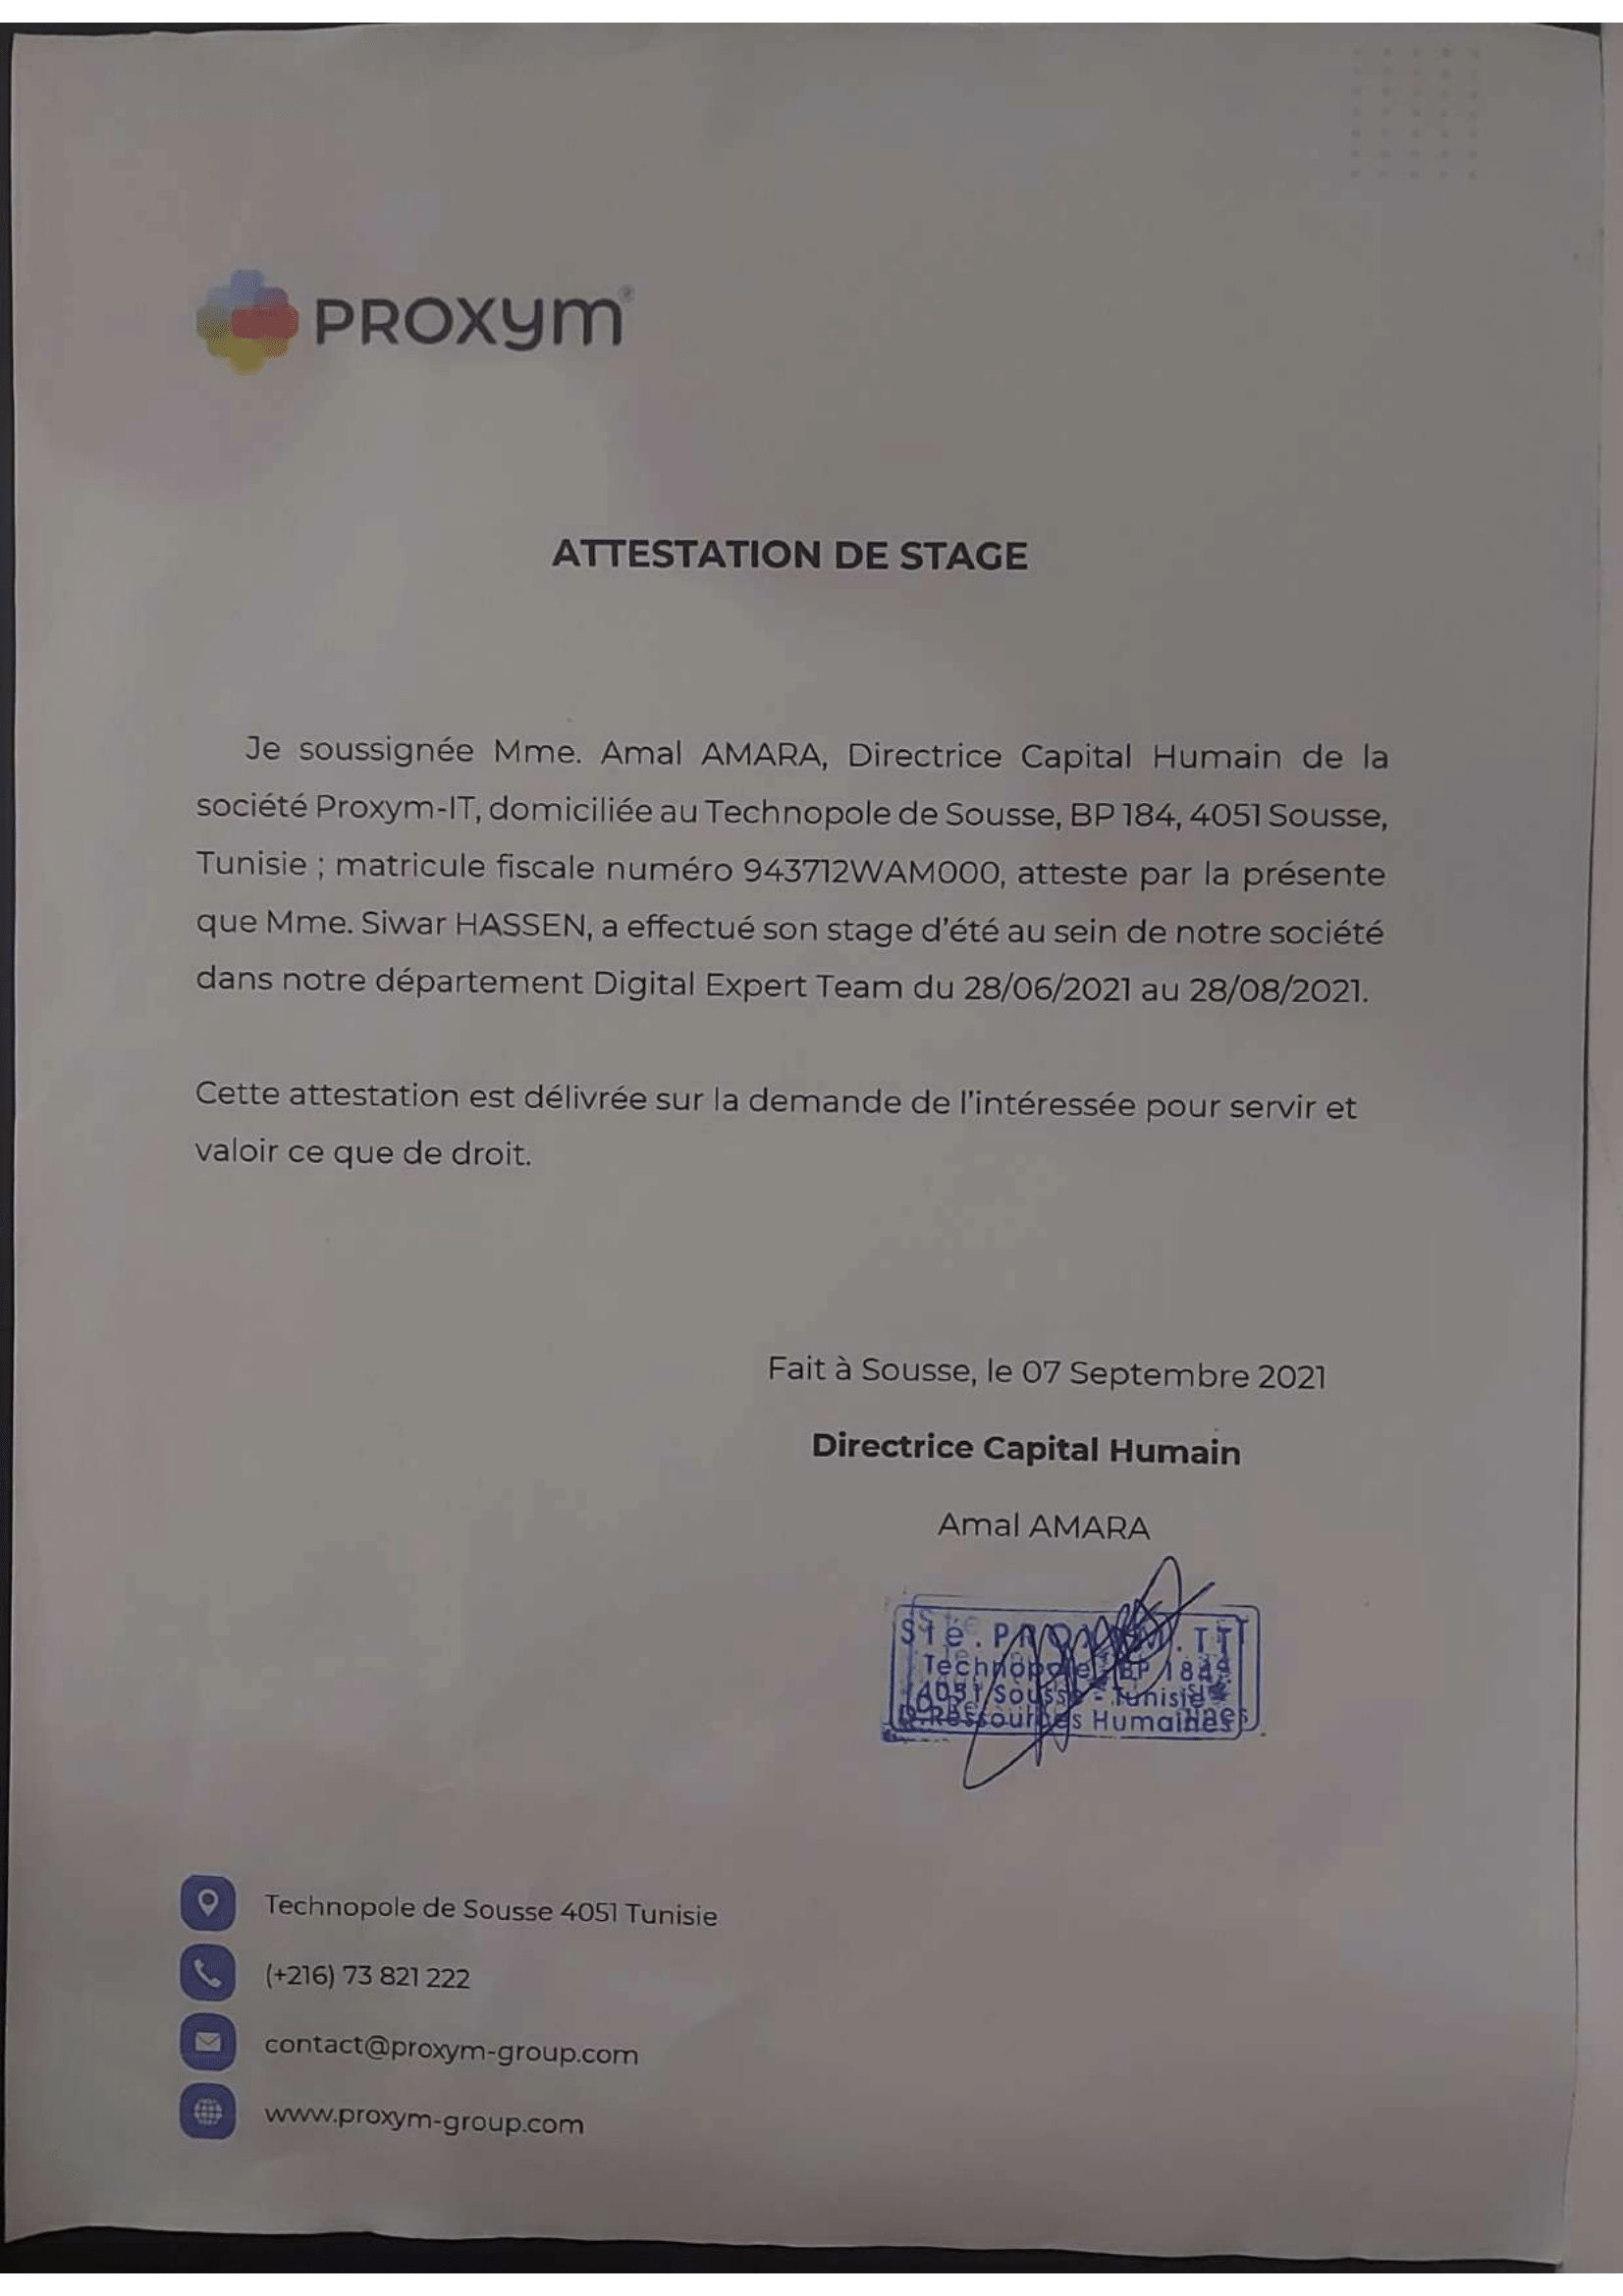 PROXYM®
ATTESTATION DE STAGE
Je soussignée Mme. Amal AMARA, Directrice Capital Humain de la
société Proxym-IT, domiciliée au Technopole de Sousse, BP 184, 4051 Sousse,
Tunisie ; matricule fiscale numéro 943712WAM000, atteste par la présente
que Mme. Siwar HASSEN, a effectué son stage d'été au sein de notre société
dans notre département Digital Expert Team du 28/06/2021 au 28/08/2021.
Cette attestation est délivrée sur la demande de l'intéressée pour servir et
valoir ce que de droit.
Fait à Sousse, le 07 Septembre 2021
Directrice Capital Humain
Amal AMARA
Sté.
Technopole BP 184
4051 Sousse - Tunisie
D.Ressources Humaines
Technopole de Sousse 4051 Tunisie
(+216) 73 821 222
contact@proxym-group.com
www.proxym-group.com